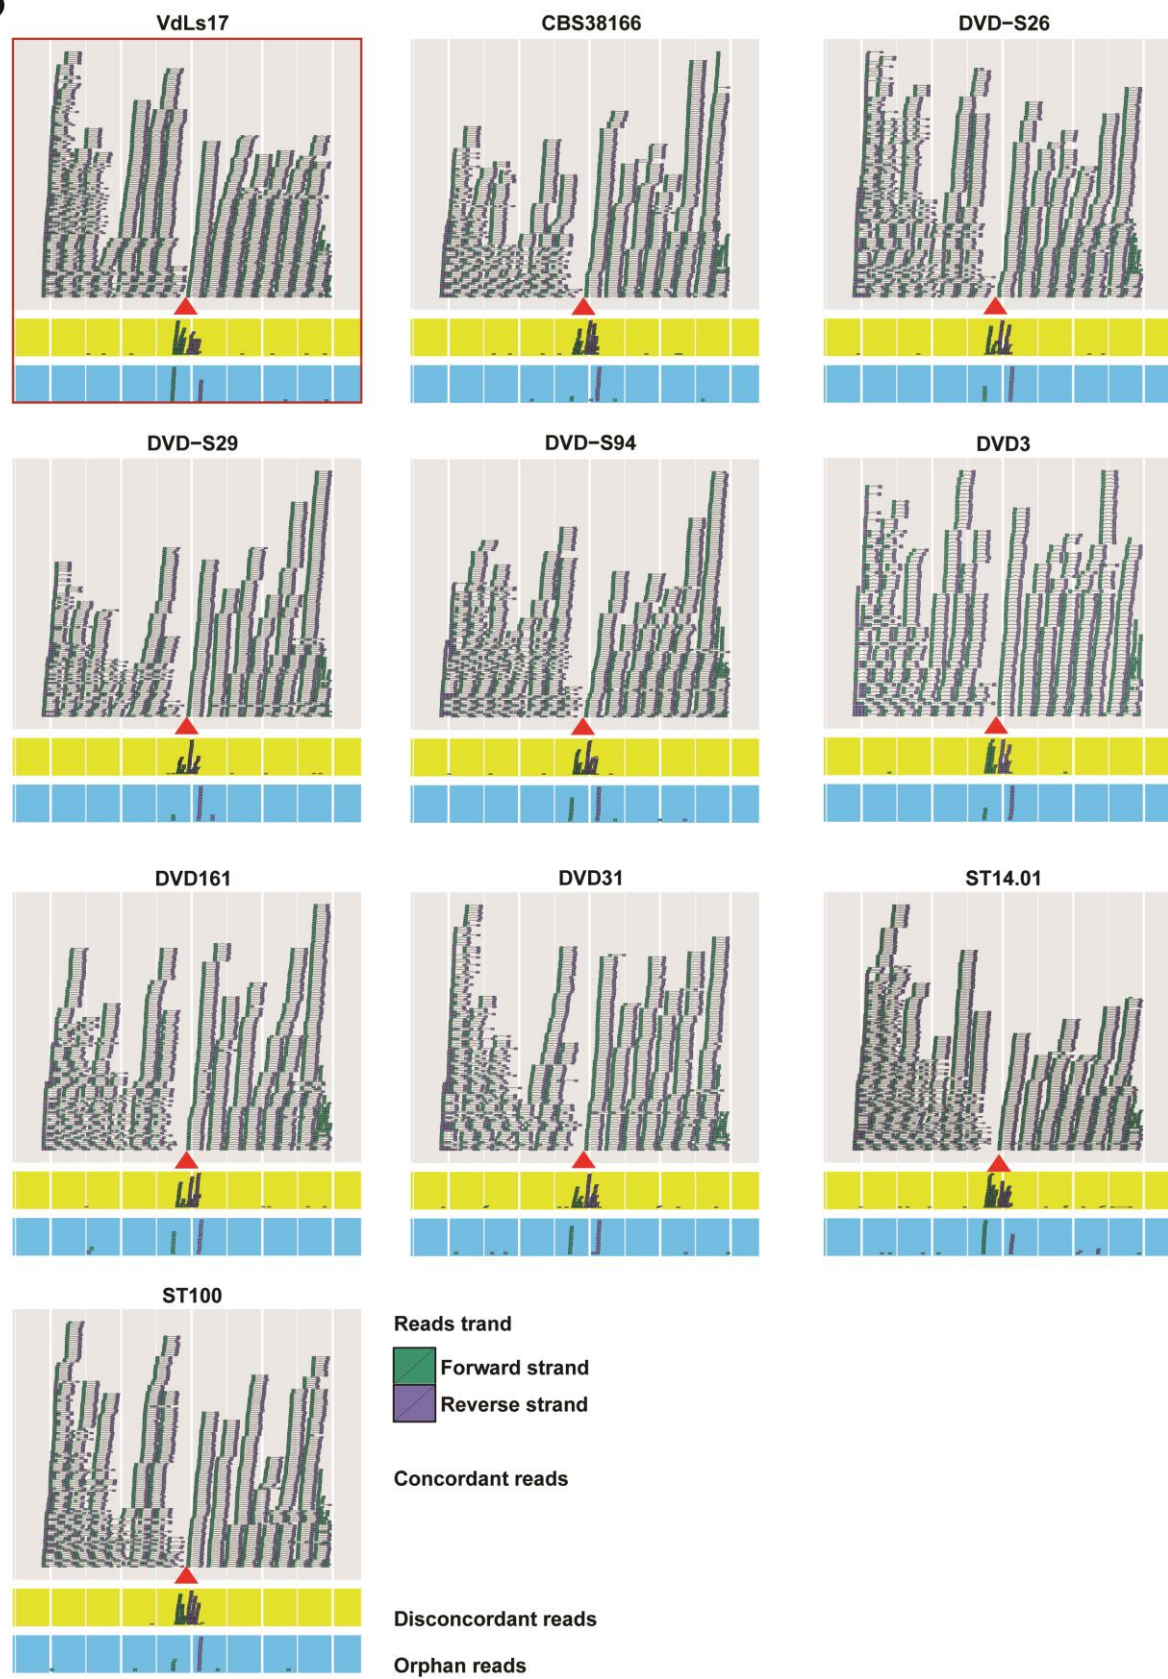 VdLs17 CBS38166 DVD−S26
DVD−S29 DVD−S94 DVD3
DVD161 DVD31 ST14.01
ST100
Reads trand
Forward strand
Reverse strand
Concordant reads
Disconcordant reads
Orphan reads